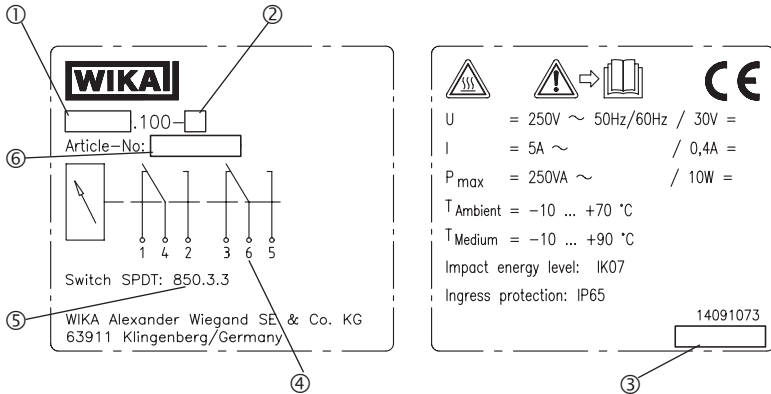 ① ②
WIKA
.100-
⑥ Article-No:
1 4 2 3 6 5
Switch SPDT: 850.3.3
⑤
WIKA Alexander Wiegand SE & Co. KG
63911 Klingenberg/Germany
④
CE
U = 250V ~ 50Hz/60Hz / 30V =
I = 5A ~ / 0,4A =
P max = 250VA ~ / 10W =
T Ambient = -10 ... +70 °C
T Medium = -10 ... +90 °C
Impact energy level: IK07
Ingress protection: IP65
14091073
③